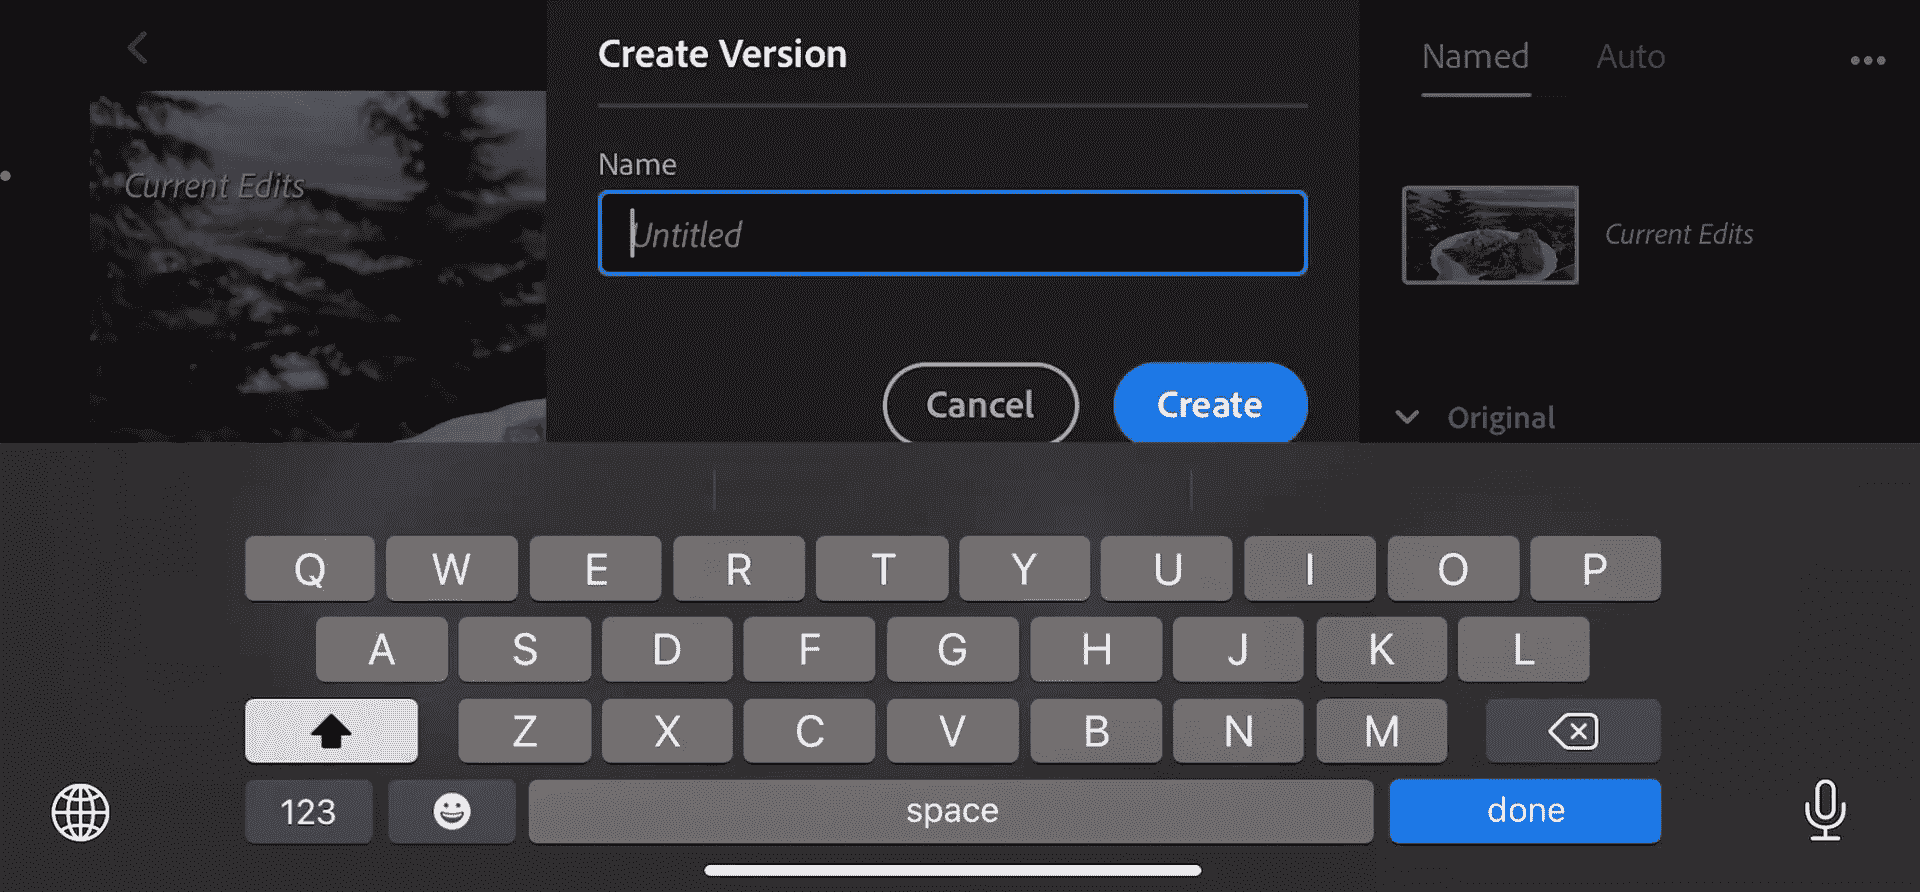 Create Version
Named Auto
Name
Current Edits
Untitled
Current Edits
Cancel
Create
Original
Q W E R T Y U I O P
A S D F G H J K L
Z X C V B N M
123
space
done